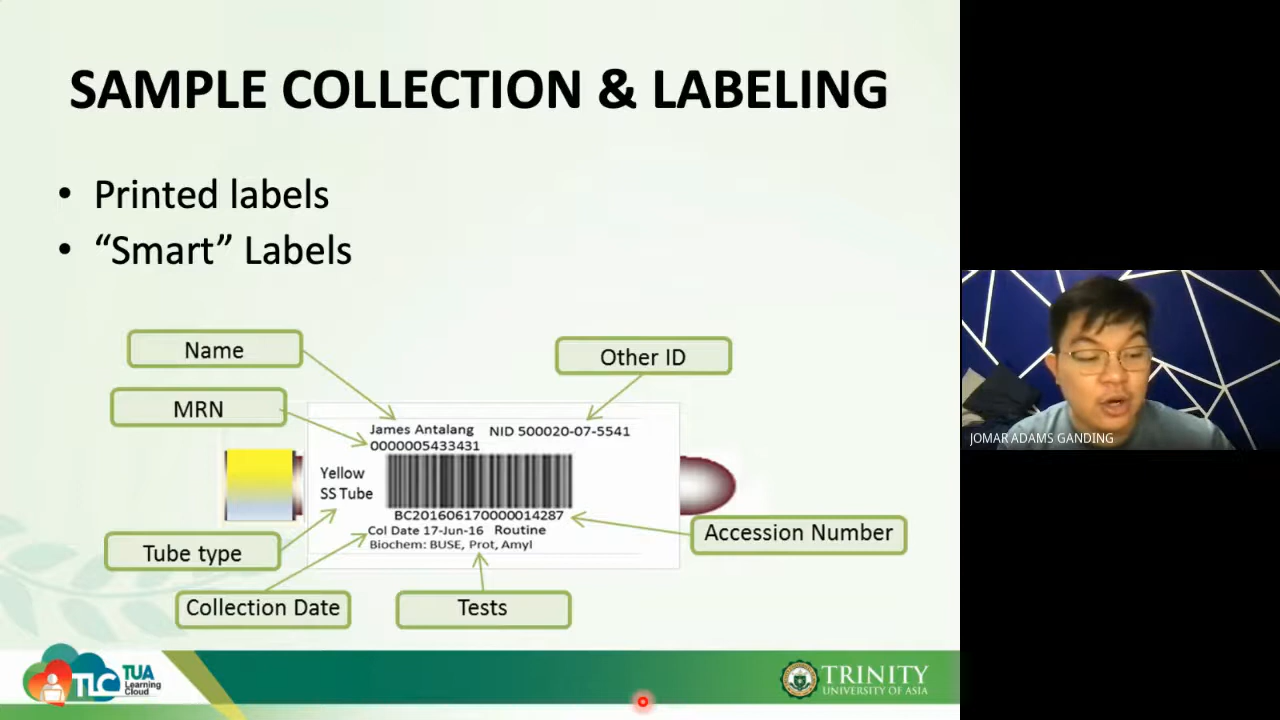 SAMPLE COLLECTION & LABELING
• Printed labels
• “Smart” Labels
Name
Other ID
MRN
James Antalang NID 500020-07-5541
0000005433431
Yellow
SS Tube
BC201606170000014287
Col Date 17-Jun-16 Routine
Biochem: BUSE, Prot, Amyl
Accession Number
Tube type
Collection Date
Tests
JOMAR ADAMS GANDING
TLC TUA
Learning
Cloud
TRINITY
UNIVERSITY OF ASIA